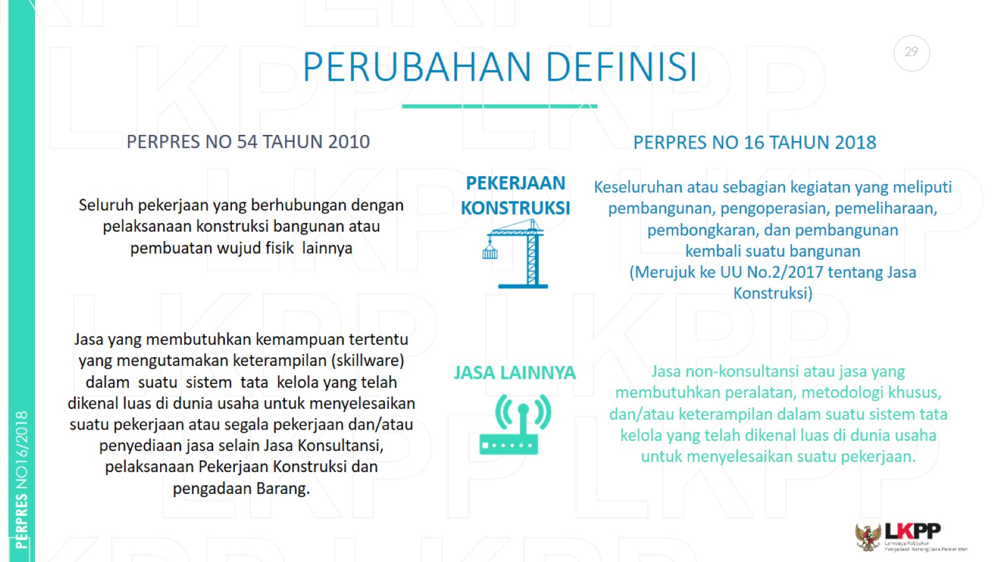 PERUBAHAN DEFINISI
29
PERPRES NO 54 TAHUN 2010
PERPRES NO 16 TAHUN 2018
PEKERJAAN
KONSTRUKSI
Seluruh pekerjaan yang berhubungan dengan
pelaksanaan konstruksi bangunan atau
pembuatan wujud fisik lainnya
Keseluruhan atau sebagian kegiatan yang meliputi
pembangunan, pengoperasian, pemeliharaan,
pembongkaran, dan pembangunan
kembali suatu bangunan
(Merujuk ke UU No.2/2017 tentang Jasa
Konstruksi)
Jasa yang membutuhkan kemampuan tertentu
yang mengutamakan keterampilan (skillware)
dalam suatu sistem tata kelola yang telah
dikenal luas di dunia usaha untuk menyelesaikan
suatu pekerjaan atau segala pekerjaan dan/atau
penyediaan jasa selain Jasa Konsultansi,
pelaksanaan Pekerjaan Konstruksi dan
pengadaan Barang.
JASA LAINNYA
Jasa non-konsultansi atau jasa yang
membutuhkan peralatan, metodologi khusus,
dan/atau keterampilan dalam suatu sistem tata
kelola yang telah dikenal luas di dunia usaha
untuk menyelesaikan suatu pekerjaan.
PERPRES NO16/2018
LKPP
Lembaga Kebijakan
Pengadaan Barang/Jasa Pemerintah